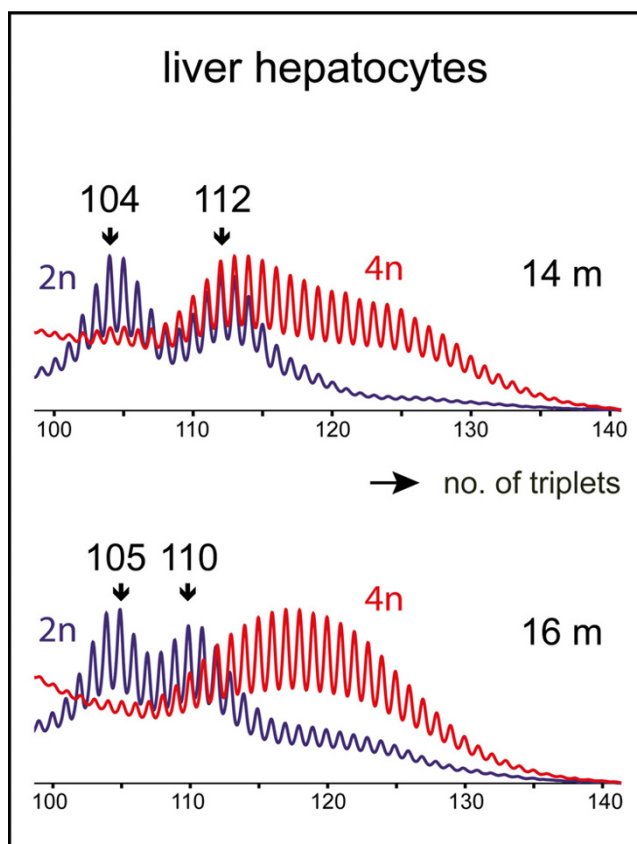 liver hepatocytes
104 112
2n 4n 14 m
100 110 120 130 140
no. of triplets
105 110
2n 4n 16 m
100 110 120 130 140